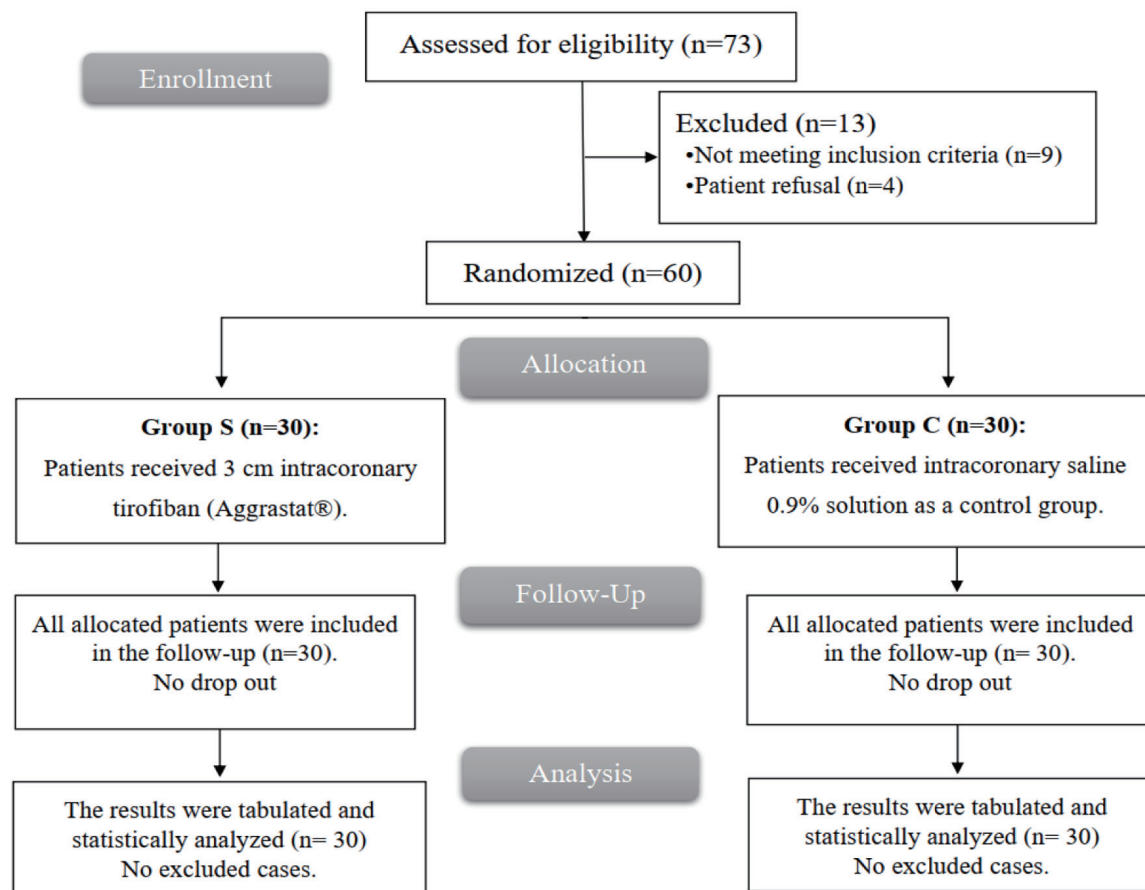 Assessed for eligibility (n=73)
Enrollment
Excluded (n=13)
•Not meeting inclusion criteria (n=9)
•Patient refusal (n=4)
Randomized (n=60)
Allocation
Group S (n=30):
Patients received 3 cm intracoronary
tirofiban (Aggrastat®).
Group C (n=30):
Patients received intracoronary saline
0.9% solution as a control group.
Follow-Up
All allocated patients were included
in the follow-up (n=30).
No drop out
All allocated patients were included
in the follow-up (n= 30).
No drop out
Analysis
The results were tabulated and
statistically analyzed (n= 30)
No excluded cases.
The results were tabulated and
statistically analyzed (n= 30)
No excluded cases.